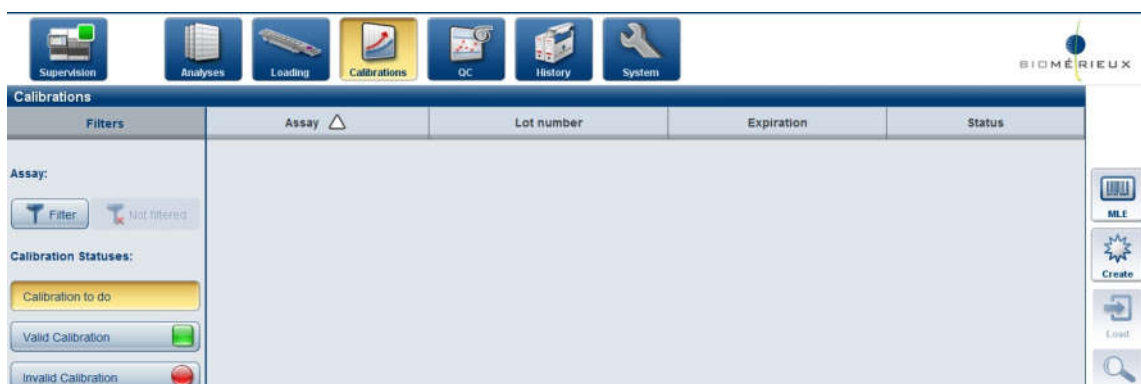 Supervision
Analyses
Loading
Calibrations
QC
History
System
BIOMÉRIEUX
Calibrations
Filters
Assay
Lot number
Expiration
Status
Assay:
Filter
Not filtered
Calibration Statuses:
Calibration to do
Valid Calibration
Invalid Calibration
MLE
Create
Load